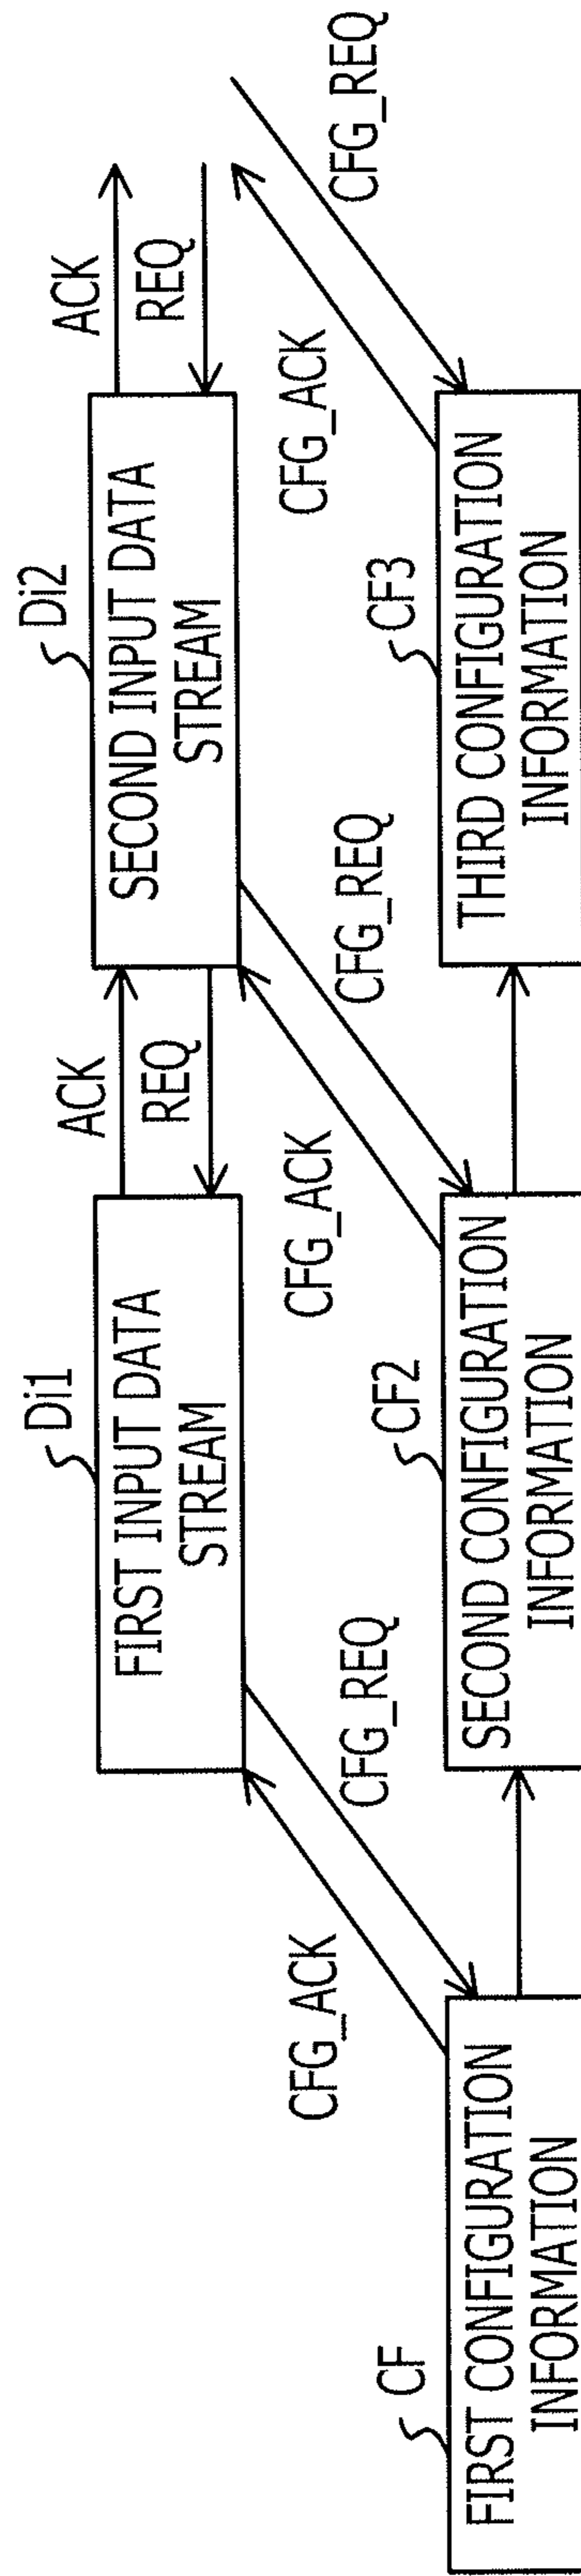 ACK
REQ
Di2
SECOND INPUT DATA
STREAM
ACK
REQ
Di1
FIRST INPUT DATA
STREAM
CFG_REQ
CFG_ACK
CFG_REQ
CFG_ACK
CFG_REQ
CFG_ACK
CF
FIRST CONFIGURATION
INFORMATION
CF2
SECOND CONFIGURATION
INFORMATION
CF3
THIRD CONFIGURATION
INFORMATION